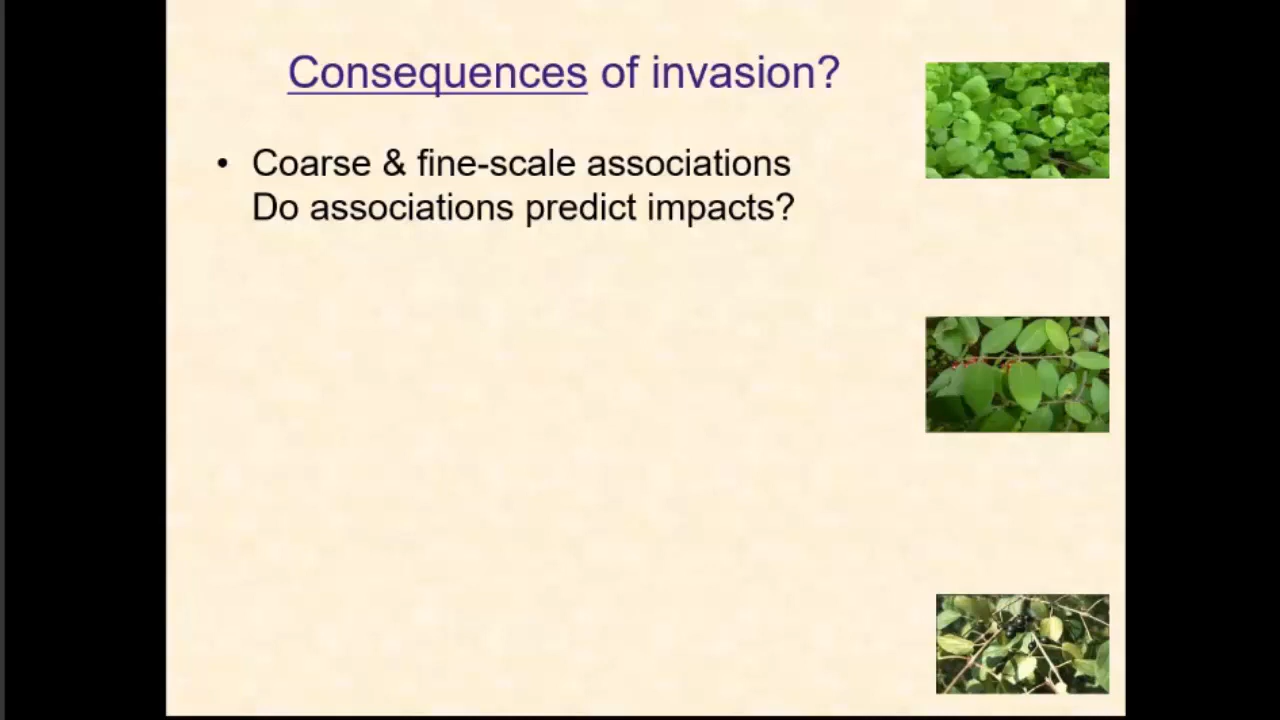 Consequences of invasion?
• Coarse & fine-scale associations
Do associations predict impacts?